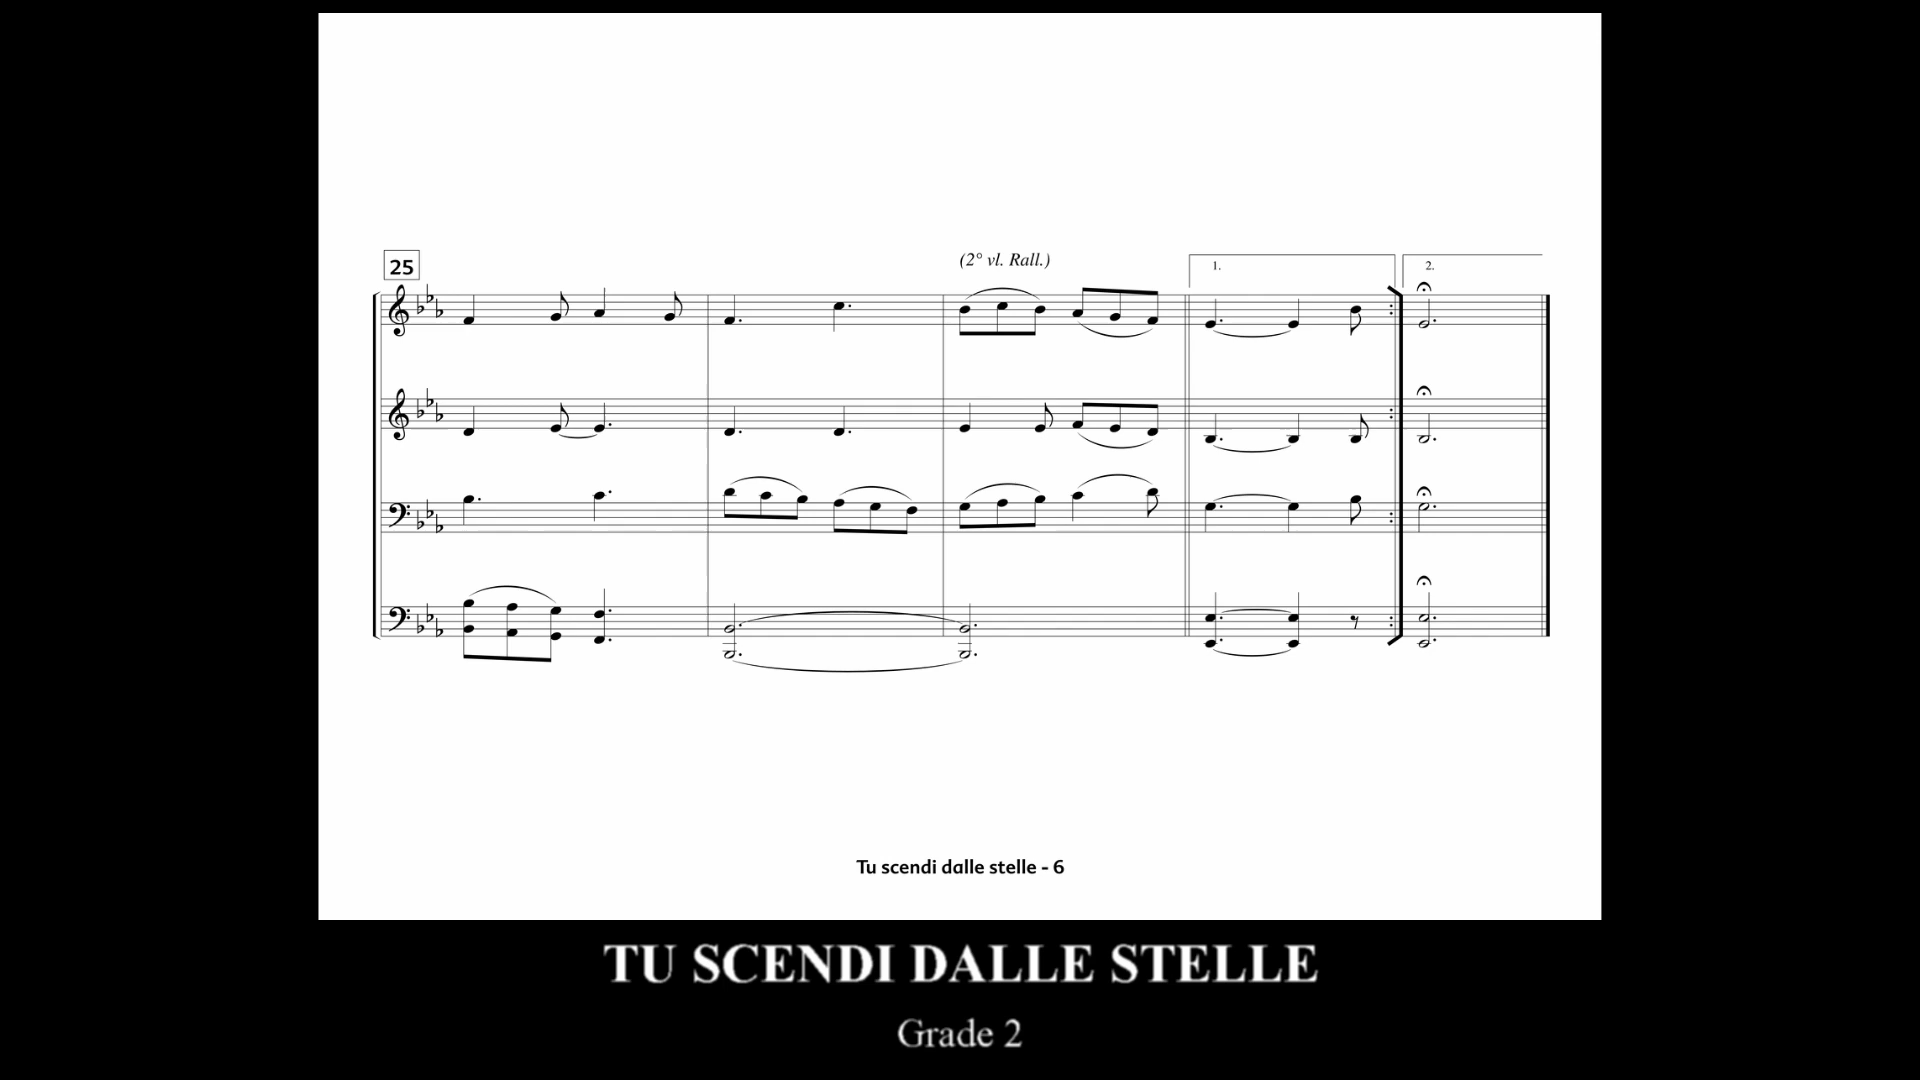 25
(2° vl. Rall.)
1.
2.
Tu scendi dalle stelle - 6
TU SCENDI DALLE STELLE
Grade 2